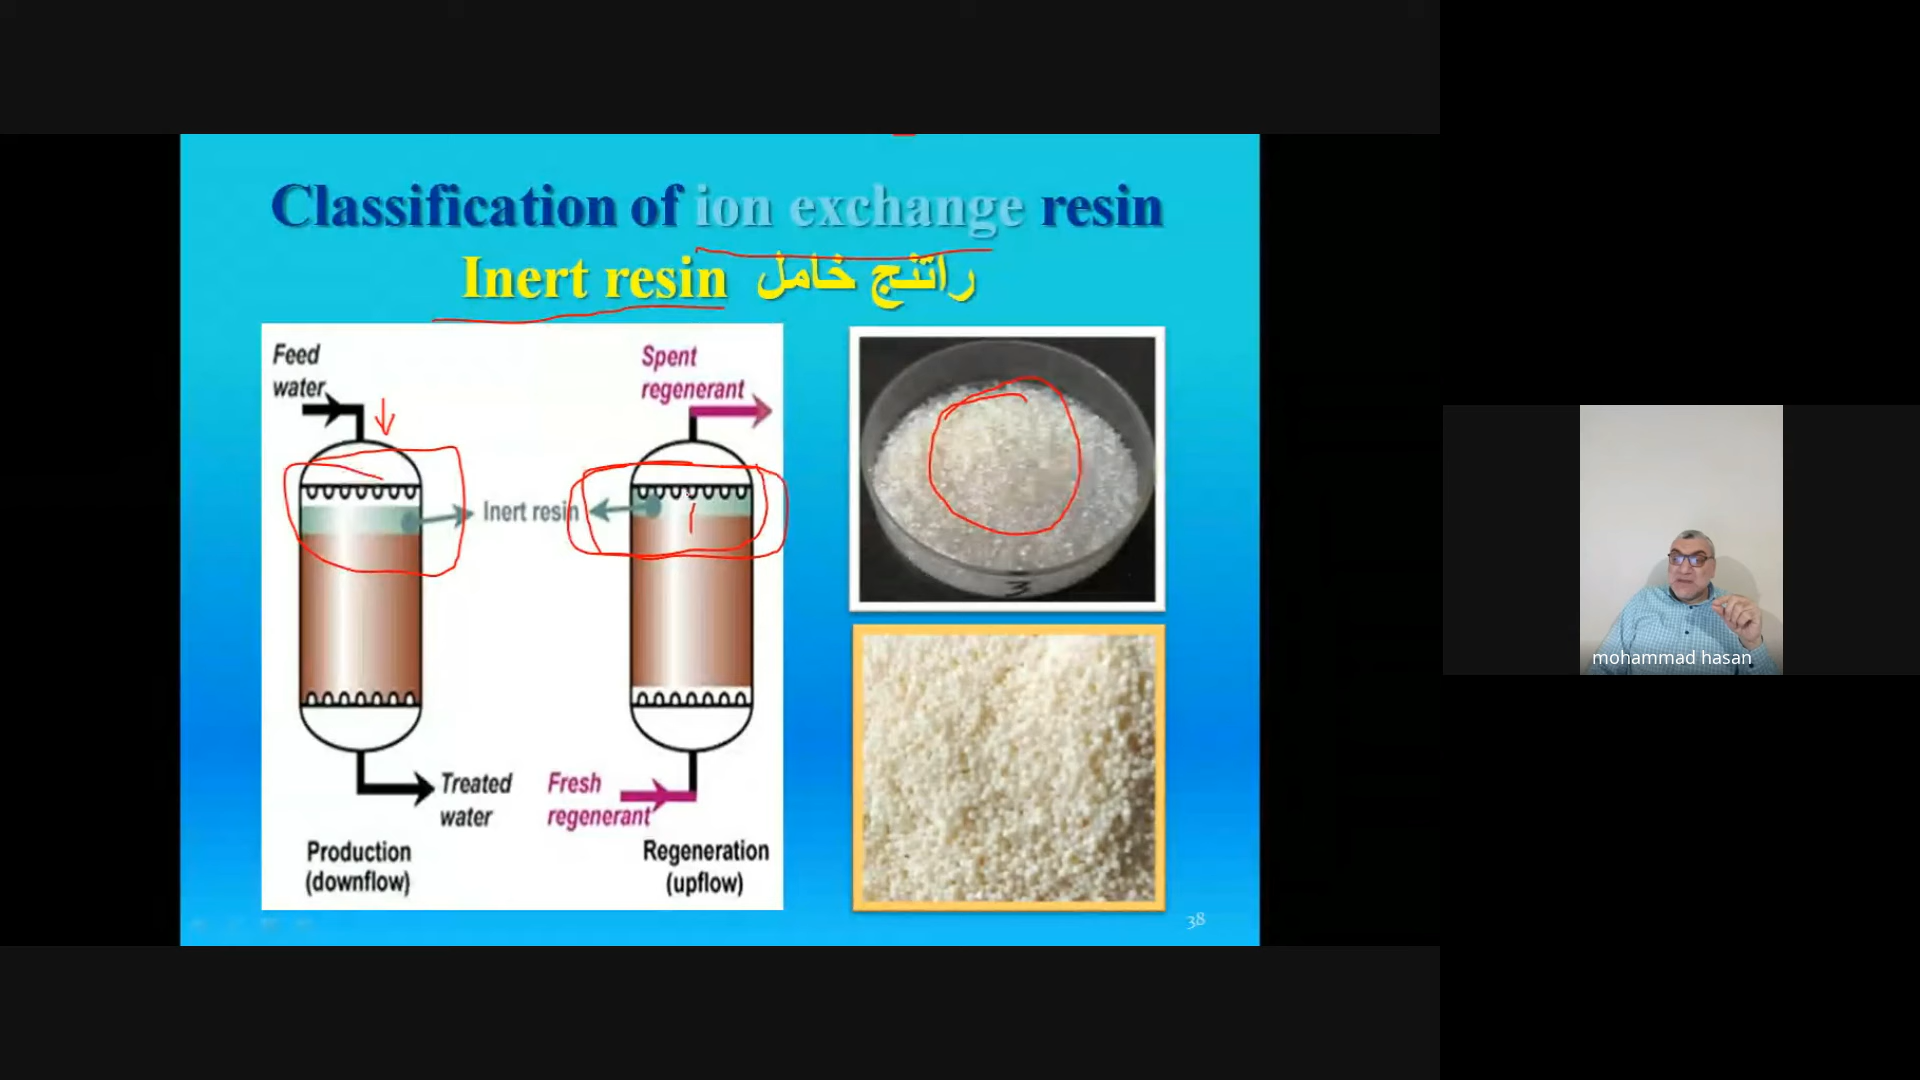 Classification of ion exchange resin
Inert resin راتنج خامل
Feed
water
Spent
regenerant
Inert resin
Treated
water
Fresh
regenerant
Production
(downflow)
Regeneration
(upflow)
38
mohammad hasan